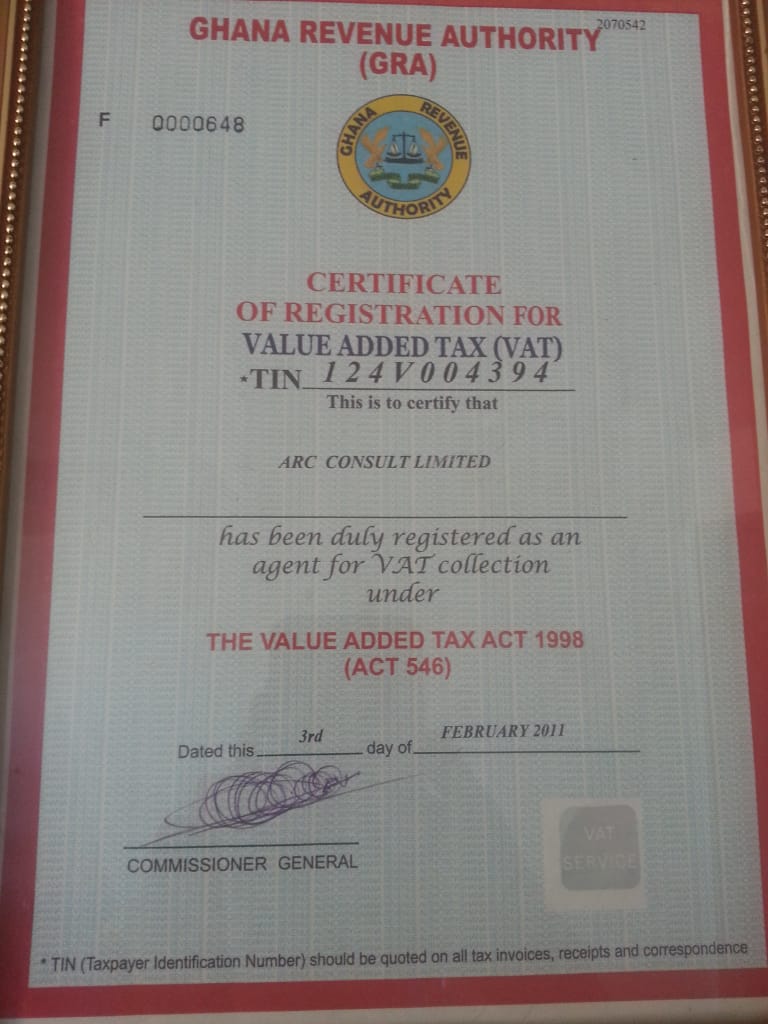 2070542
GHANA REVENUE AUTHORITY
(GRA)
F 0000648
GHANA REVENUE
AUTHORITY
CERTIFICATE
OF REGISTRATION FOR
VALUE ADDED TAX (VAT)
*TIN 124V004394
This is to certify that
ARC CONSULT LIMITED
has been duly registered as an
agent for VAT collection
under
THE VALUE ADDED TAX ACT 1998
(ACT 546)
Dated this 3rd day of FEBRUARY 2011
COMMISSIONER GENERAL
VAT
SERVICE
* TIN (Taxpayer Identification Number) should be quoted on all tax invoices, receipts and correspondence